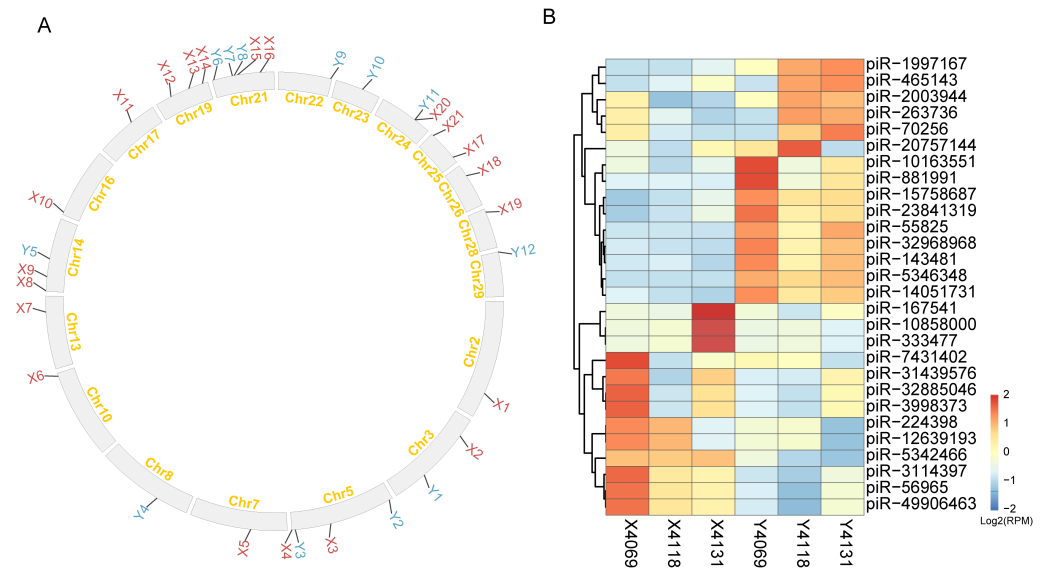 A
B
X16
X15
Y8
Y7
Y6
X14
X13
X12
X11
X10
Y5
X9
X8
X7
X6
Y4
X5
X4
Y3
X3
Y2
Y1
X2
X1
Y12
X19
X18
X17
X21
X20
Y11
Y10
Y9
Chr22
Chr23
Chr24
Chr25
Chr26
Chr28
Chr29
Chr2
Chr3
Chr5
Chr7
Chr8
Chr10
Chr13
Chr14
Chr16
Chr17
Chr19
Chr21
piR−1997167
piR−465143
piR−2003944
piR−263736
piR−70256
piR−20757144
piR−10163551
piR−881991
piR−15758687
piR−23841319
piR−55825
piR−32968968
piR−143481
piR−5346348
piR−14051731
piR−167541
piR−10858000
piR−333477
piR−7431402
piR−31439576
piR−32885046
piR−3998373
piR−224398
piR−12639193
piR−5342466
piR−3114397
piR−56965
piR−49906463
X4069
X4118
X4131
Y4069
Y4118
Y4131
2
1
0
−1
−2
Log2(RPM)